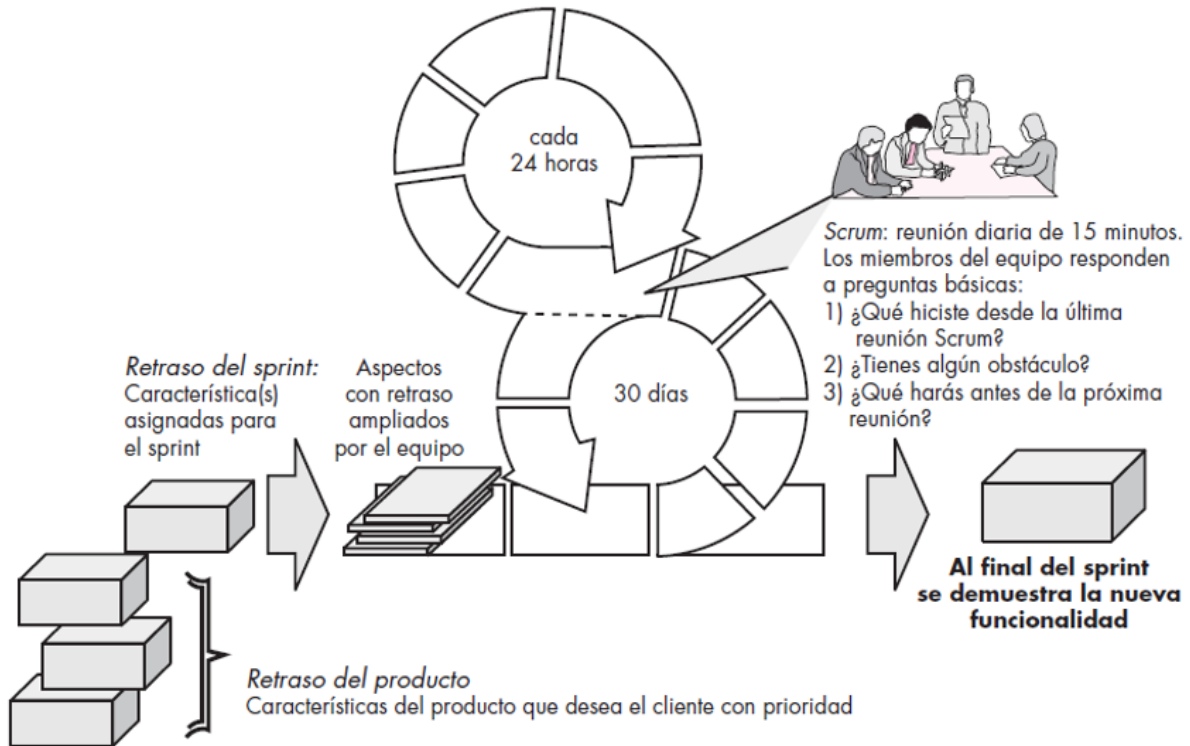 cada
24 horas
Scrum: reunión diaria de 15 minutos.
Los miembros del equipo responden
a preguntas básicas:
1) ¿Qué hiciste desde la última
reunión Scrum?
2) ¿Tienes algún obstáculo?
3) ¿Qué harás antes de la próxima
reunión?
30 días
Retraso del sprint:
Característica(s)
asignadas para
el sprint
Aspectos
con retraso
ampliados
por el equipo
Al final del sprint
se demuestra la nueva
funcionalidad
Retraso del producto
Características del producto que desea el cliente con prioridad